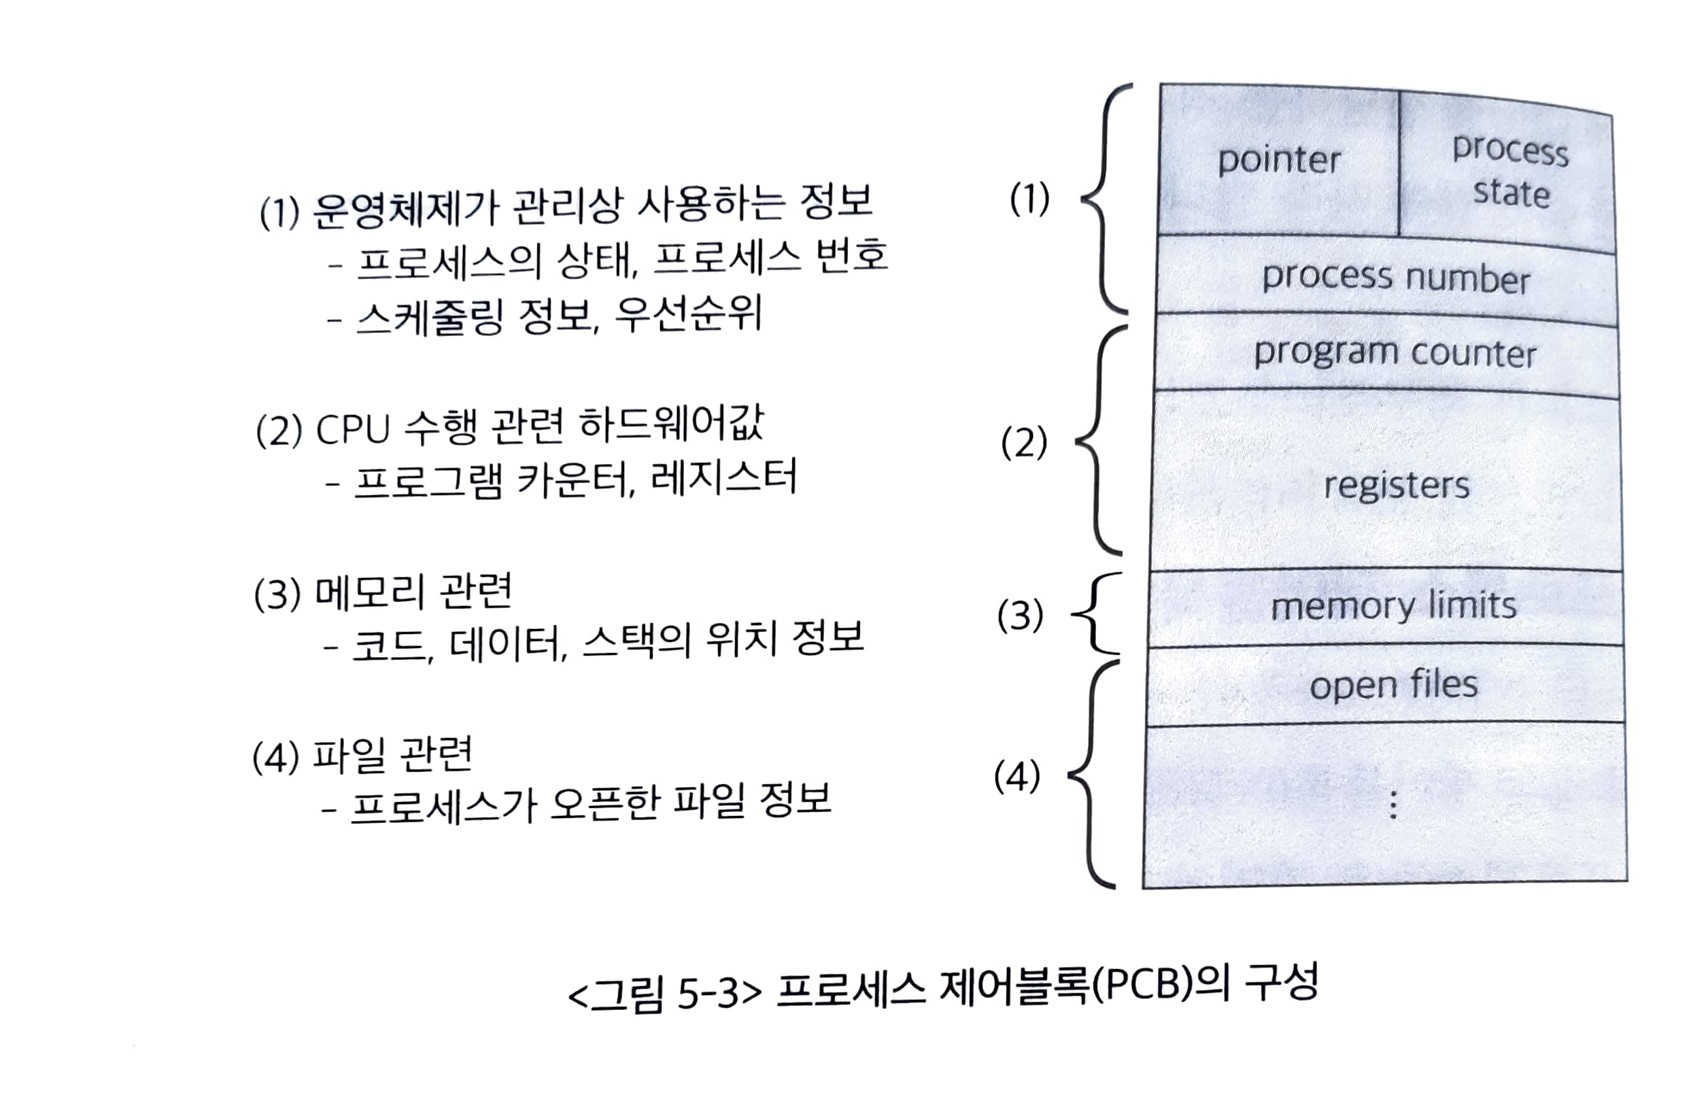 (1) 운영체제가 관리상 사용하는 정보
- 프로세스의 상태, 프로세스 번호
- 스케줄링 정보, 우선순위
(2) CPU 수행 관련 하드웨어값
- 프로그램 카운터, 레지스터
(3) 메모리 관련
- 코드, 데이터, 스택의 위치 정보
(4) 파일 관련
- 프로세스가 오픈한 파일 정보
(1)
pointer
process
state
process number
(2)
program counter
registers
(3)
memory limits
(4)
open files
⋮
<그림 5-3> 프로세스 제어블록(PCB)의 구성